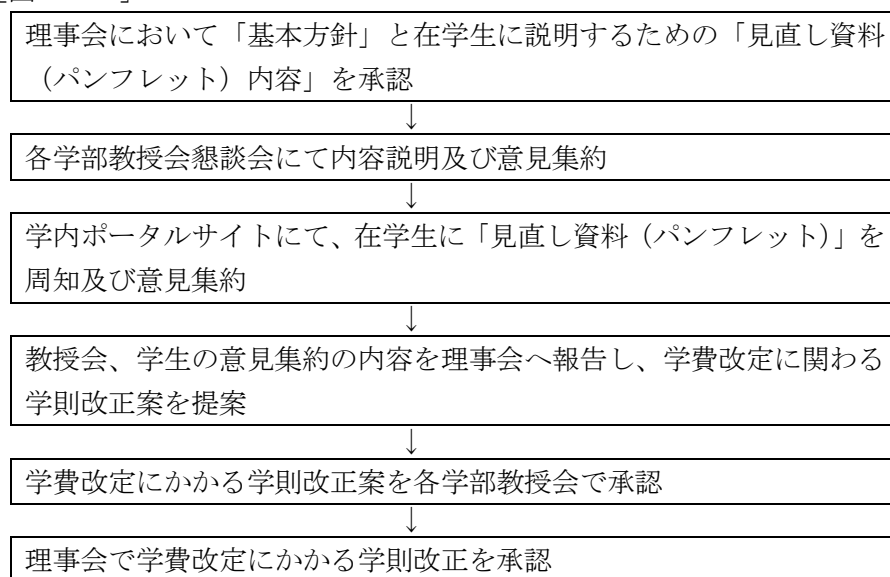 理事会において「基本方針」と在学生に説明するための「見直し資料
（パンフレット）内容」を承認
↓
各学部教授会懇談会にて内容説明及び意見集約
↓
学内ポータルサイトにて、在学生に「見直し資料（パンフレット）」を
周知及び意見集約
↓
教授会、学生の意見集約の内容を理事会へ報告し、学費改定に関わる
学則改正案を提案
↓
学費改定にかかる学則改正案を各学部教授会で承認
↓
理事会で学費改定にかかる学則改正を承認